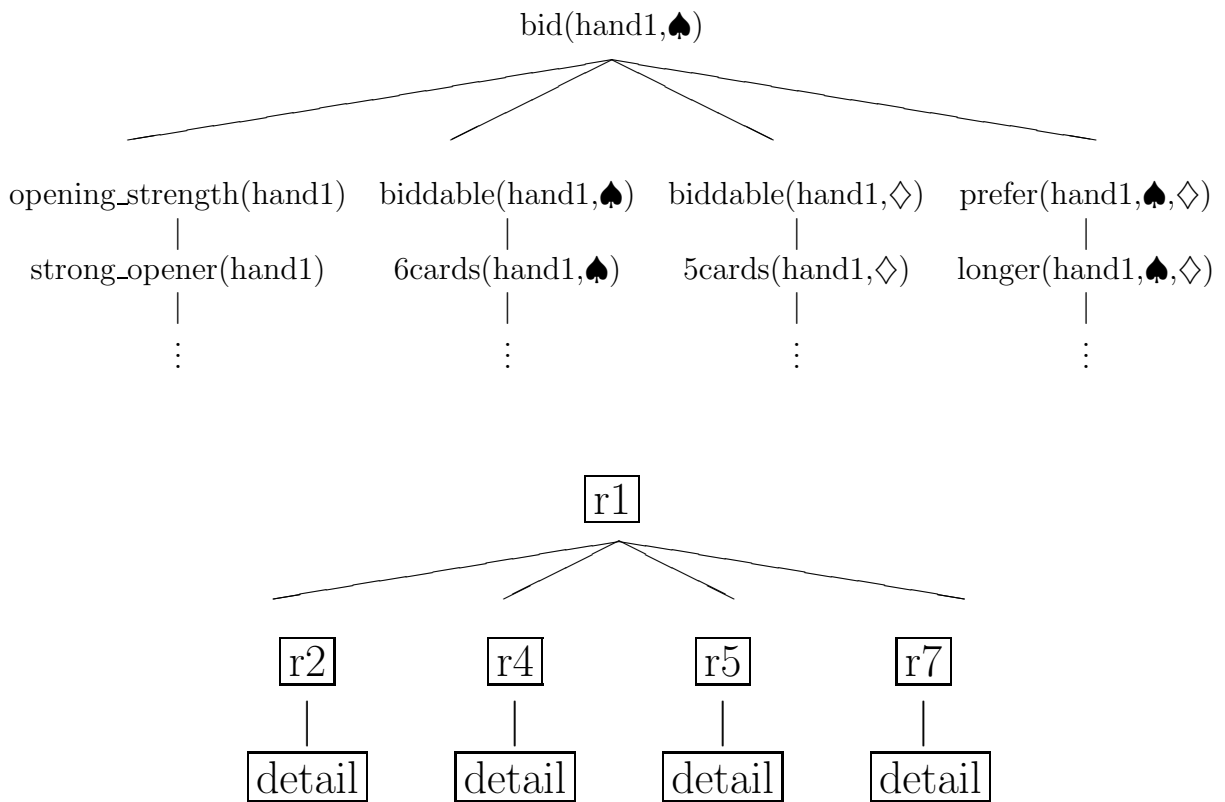 bid(hand1,♠)
opening_strength(hand1) biddable(hand1,♠) biddable(hand1,♢) prefer(hand1,♠,♢)
strong_opener(hand1) 6cards(hand1,♠) 5cards(hand1,♢) longer(hand1,♠,♢)
⋮ ⋮ ⋮ ⋮
r1
r2 r4 r5 r7
detail detail detail detail